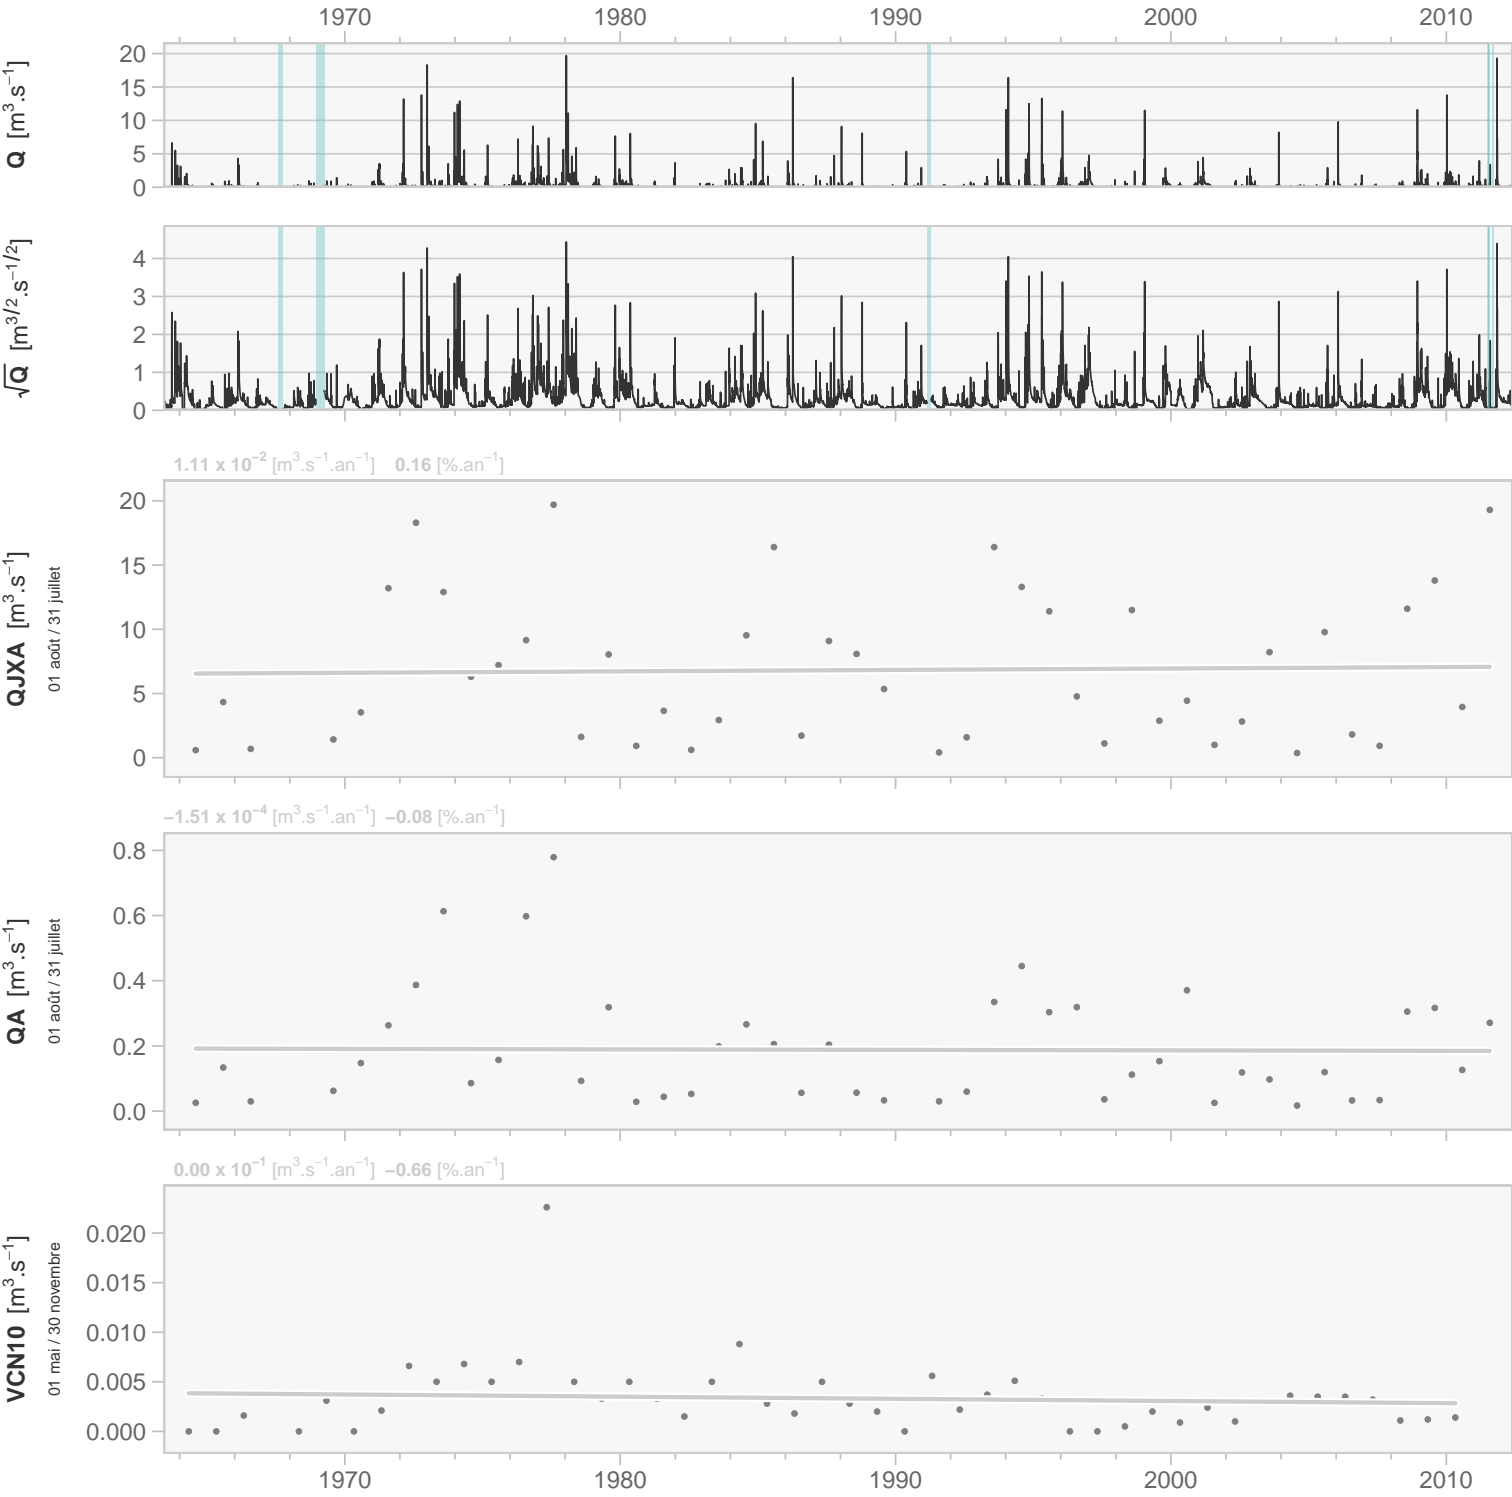 1970 1980 1990 2000 2010
Q [m³.s⁻¹]
20
15
10
5
0
√Q [m^{3/2}.s^{−1/2}]
4
3
2
1
0
1.11 x 10⁻² [m³.s⁻¹.an⁻¹] 0.16 [%.an⁻¹]
QJXA [m³.s⁻¹]
01 août / 31 juillet
20
15
10
5
0
−1.51 x 10⁻⁴ [m³.s⁻¹.an⁻¹] −0.08 [%.an⁻¹]
QA [m³.s⁻¹]
01 août / 31 juillet
0.8
0.6
0.4
0.2
0.0
0.00 x 10⁻¹ [m³.s⁻¹.an⁻¹] −0.66 [%.an⁻¹]
VCN10 [m³.s⁻¹]
01 mai / 30 novembre
0.020
0.015
0.010
0.005
0.000
1970 1980 1990 2000 2010